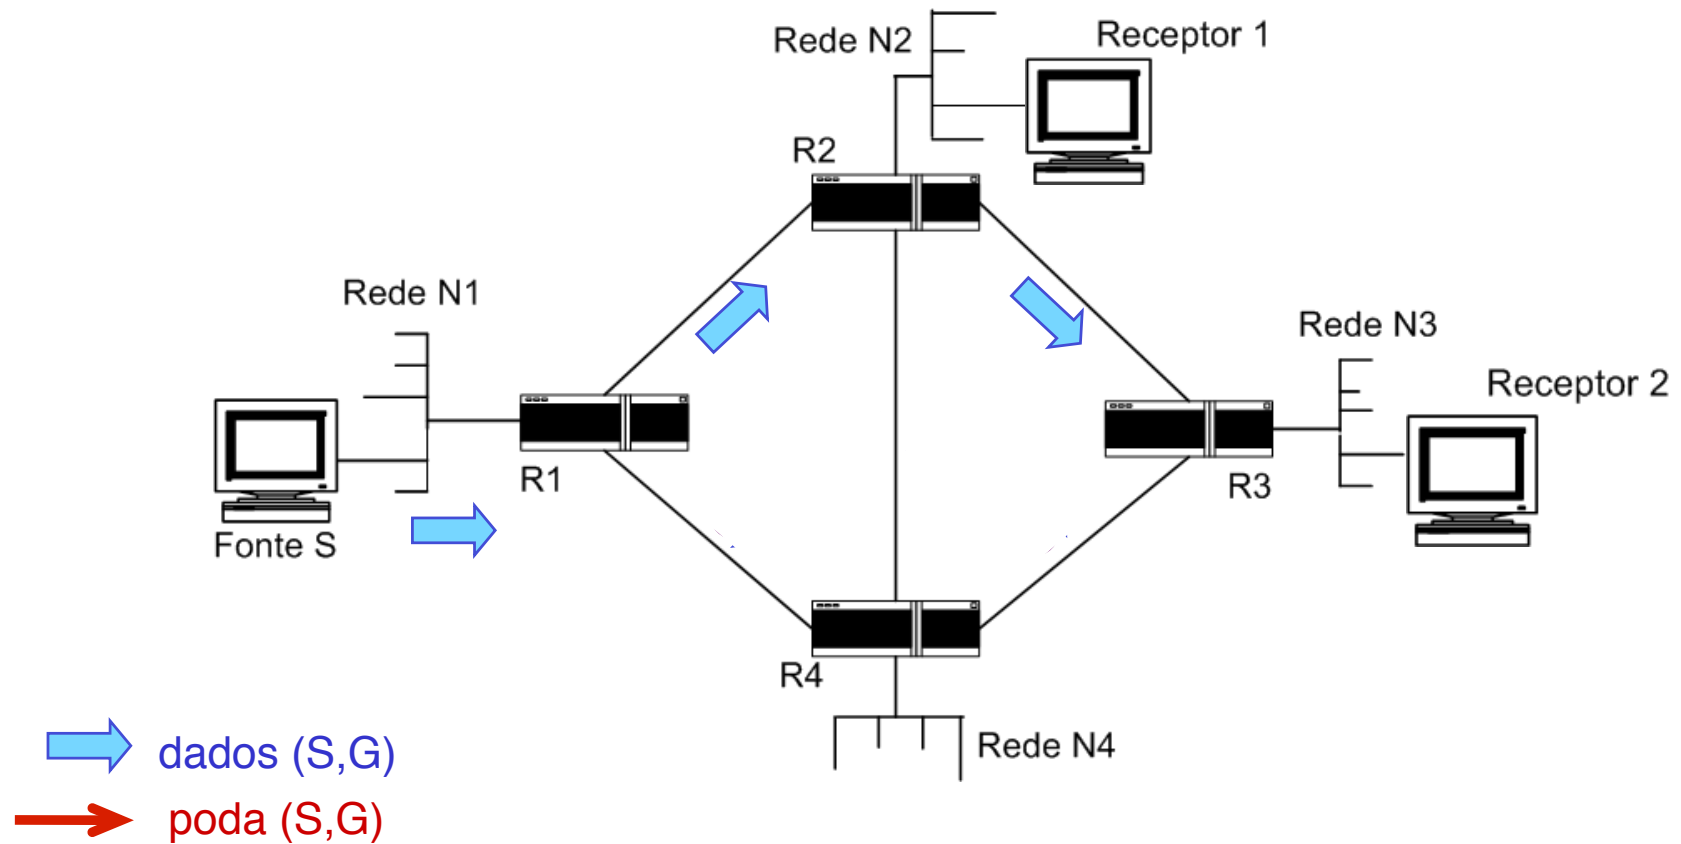 Rede N2
Receptor 1
R2
Rede N1
Rede N3
Receptor 2
R1
R3
Fonte S
R4
Rede N4
dados (S,G)
poda (S,G)